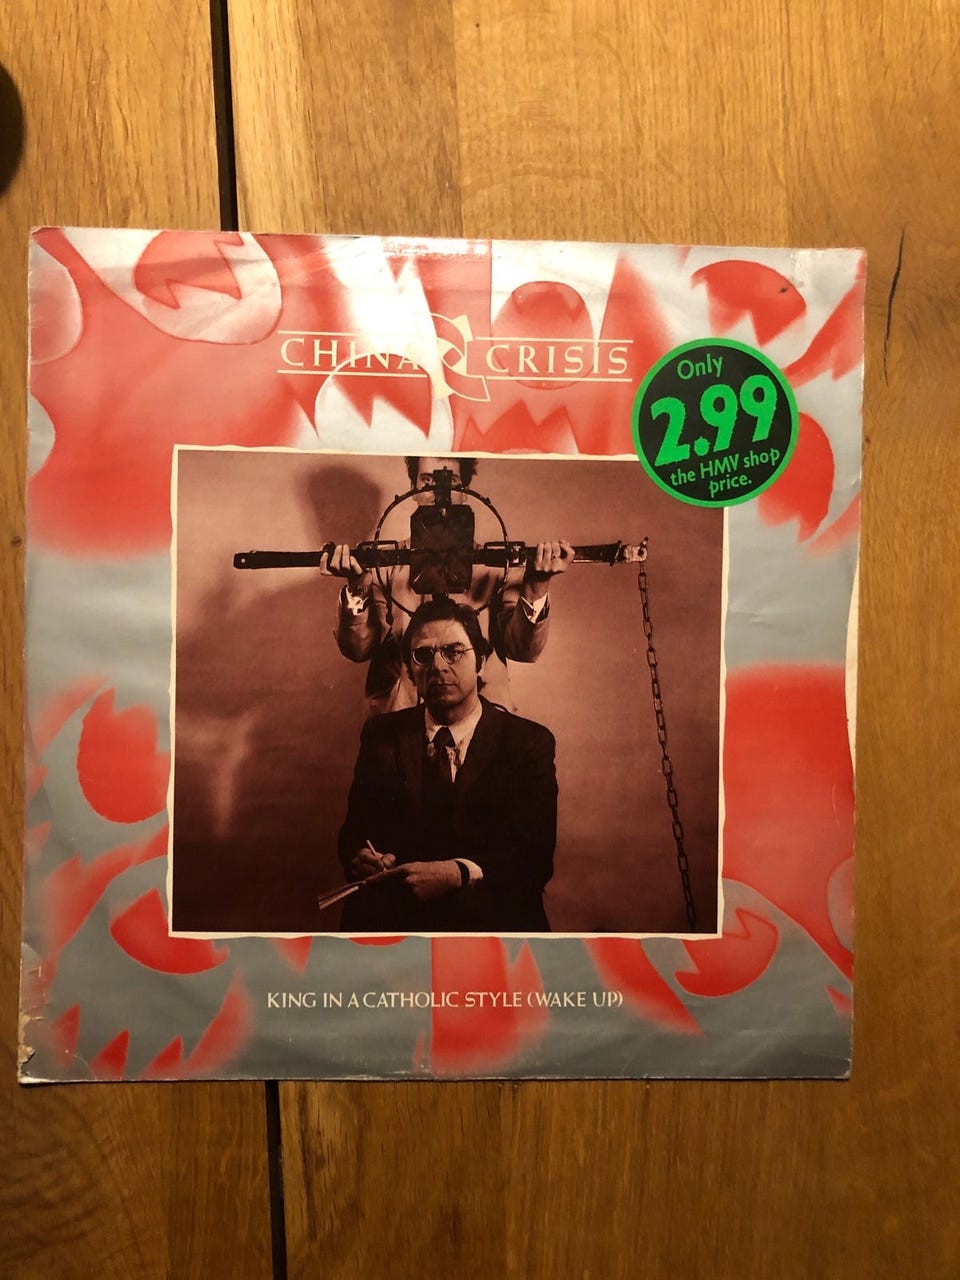 CHINA CRISIS
Only
2.99
the HMV shop
price.
KING IN A CATHOLIC STYLE (WAKE UP)